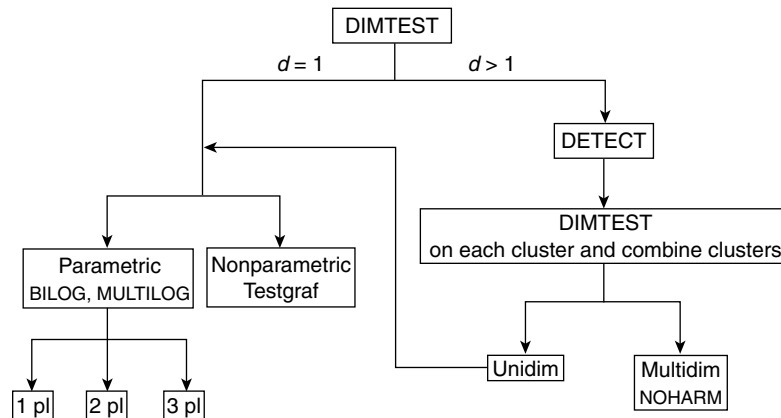 DIMTEST
d = 1
d > 1
DETECT
DIMTEST
on each cluster and combine clusters
Parametric
BILOG, MULTILOG
Nonparametric
Testgraf
Unidim
Multidim
NOHARM
1 pl
2 pl
3 pl